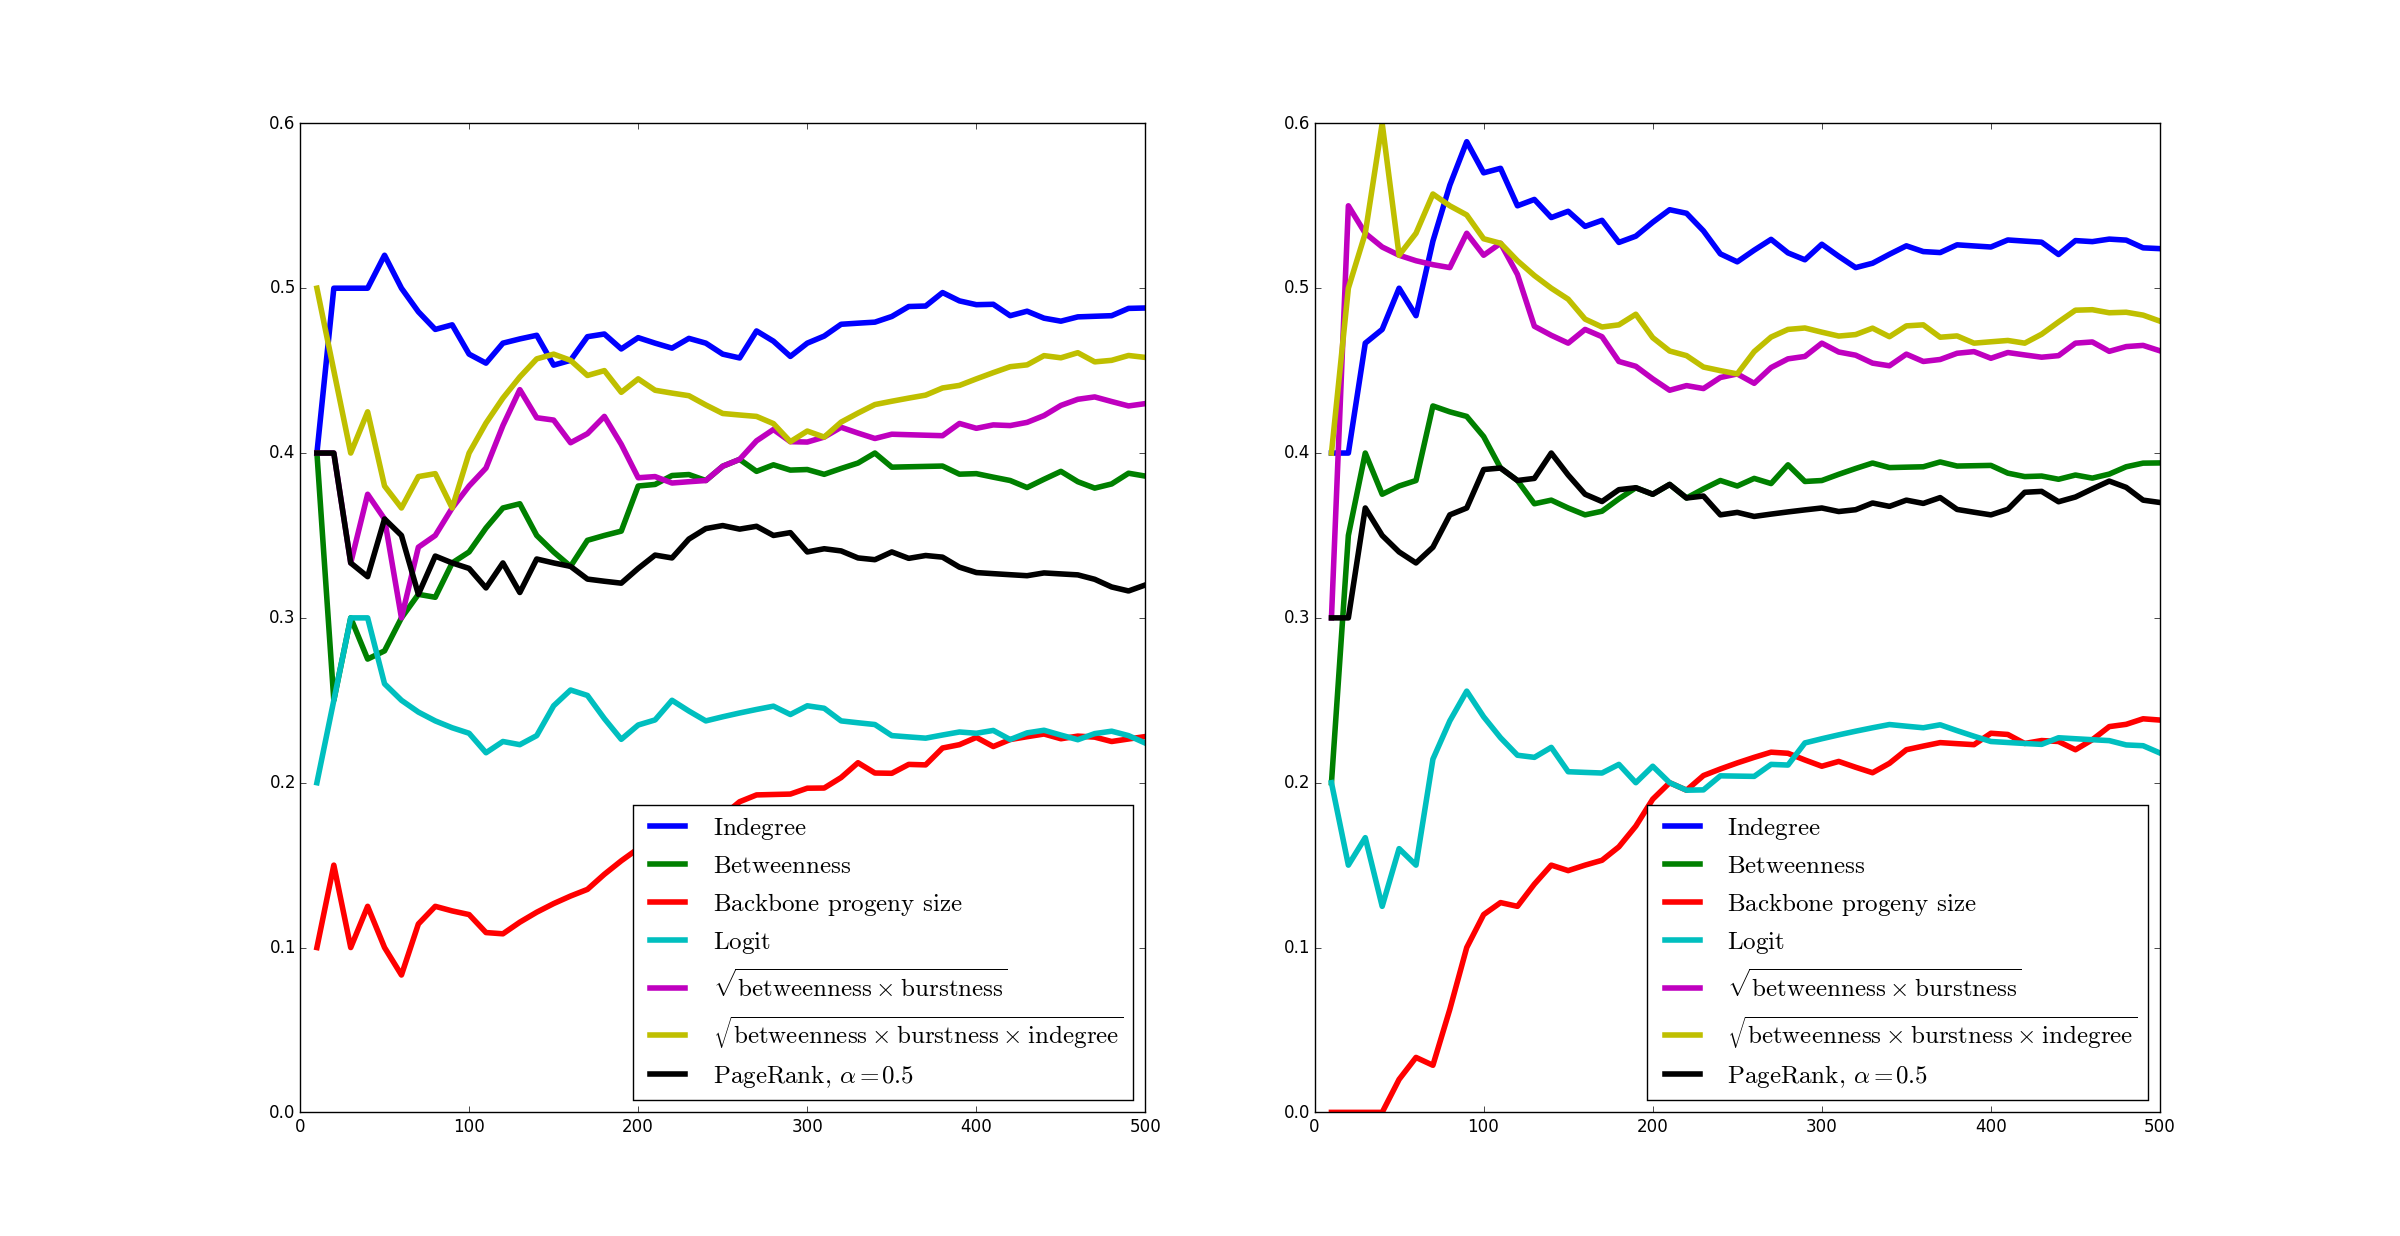 0.6
0.5
0.4
0.3
0.2
0.1
0.0
0 100 200 300 400 500
Indegree
Betweenness
Backbone progeny size
Logit
√betweenness × burstness
√betweenness × burstness × indegree
PageRank, α = 0.5
0.6
0.5
0.4
0.3
0.2
0.1
0.0
0 100 200 300 400 500
Indegree
Betweenness
Backbone progeny size
Logit
√betweenness × burstness
√betweenness × burstness × indegree
PageRank, α = 0.5